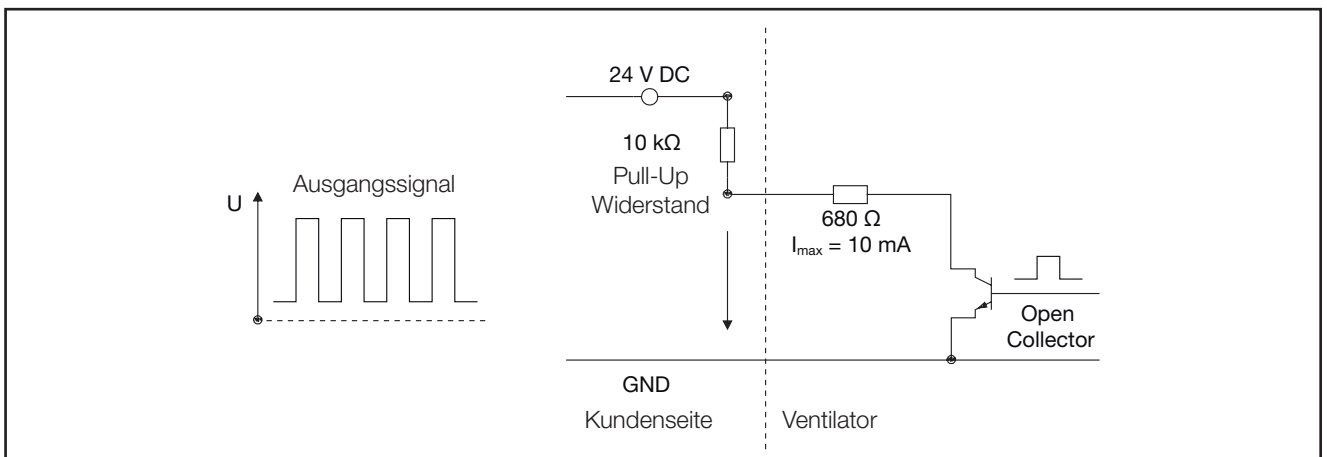 24 V DC
10 kΩ
Pull-Up
Widerstand
Ausgangssignal
U
680 Ω
Imax = 10 mA
Open
Collector
GND
Kundenseite
Ventilator